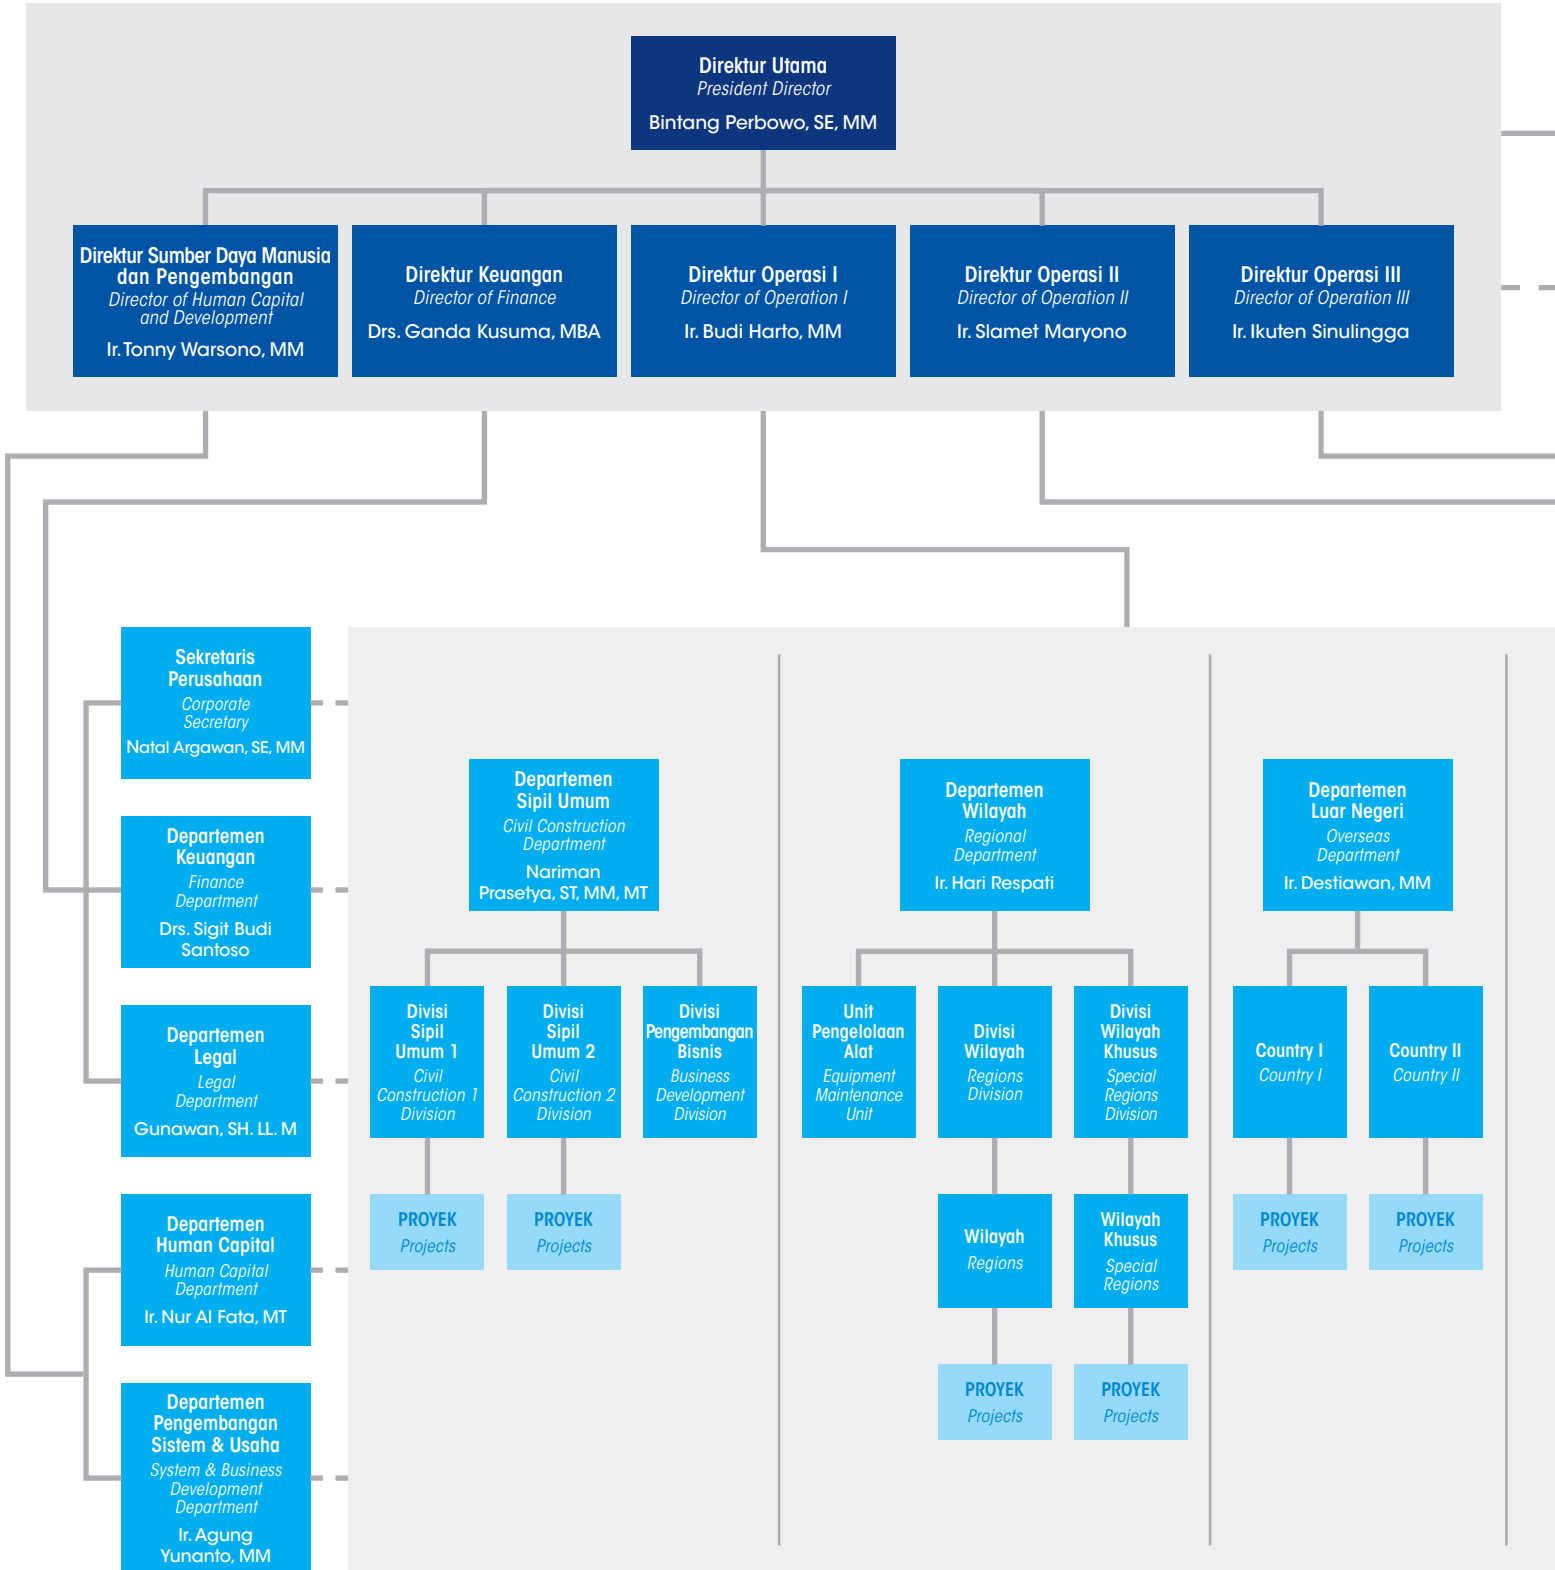 Direktur Utama
President Director
Bintang Perbowo, SE, MM
Direktur Sumber Daya Manusia
dan Pengembangan
Director of Human Capital
and Development
Ir. Tonny Warsono, MM
Direktur Keuangan
Director of Finance
Drs. Ganda Kusuma, MBA
Direktur Operasi I
Director of Operation I
Ir. Budi Harto, MM
Direktur Operasi II
Director of Operation II
Ir. Slamet Maryono
Direktur Operasi III
Director of Operation III
Ir. Ikuten Sinulingga
Sekretaris
Perusahaan
Corporate
Secretary
Natal Argawan, SE, MM
Departemen
Keuangan
Finance
Department
Drs. Sigit Budi
Santoso
Departemen
Legal
Legal
Department
Gunawan, SH. LL. M
Departemen
Human Capital
Human Capital
Department
Ir. Nur Al Fata, MT
Departemen
Pengembangan
Sistem & Usaha
System & Business
Development
Department
Ir. Agung
Yunanto, MM
Departemen
Sipil Umum
Civil Construction
Department
Nariman
Prasetya, ST, MM, MT
Divisi
Sipil
Umum 1
Civil
Construction 1
Division
PROYEK
Projects
Divisi
Sipil
Umum 2
Civil
Construction 2
Division
PROYEK
Projects
Divisi
Pengembangan
Bisnis
Business
Development
Division
Departemen
Wilayah
Regional
Department
Ir. Hari Respati
Unit
Pengelolaan
Alat
Equipment
Maintenance
Unit
Divisi
Wilayah
Regions
Division
Wilayah
Regions
PROYEK
Projects
Divisi
Wilayah
Khusus
Special
Regions
Division
Wilayah
Khusus
Special
Regions
PROYEK
Projects
Departemen
Luar Negeri
Overseas
Department
Ir. Destiawan, MM
Country I
Country I
PROYEK
Projects
Country II
Country II
PROYEK
Projects